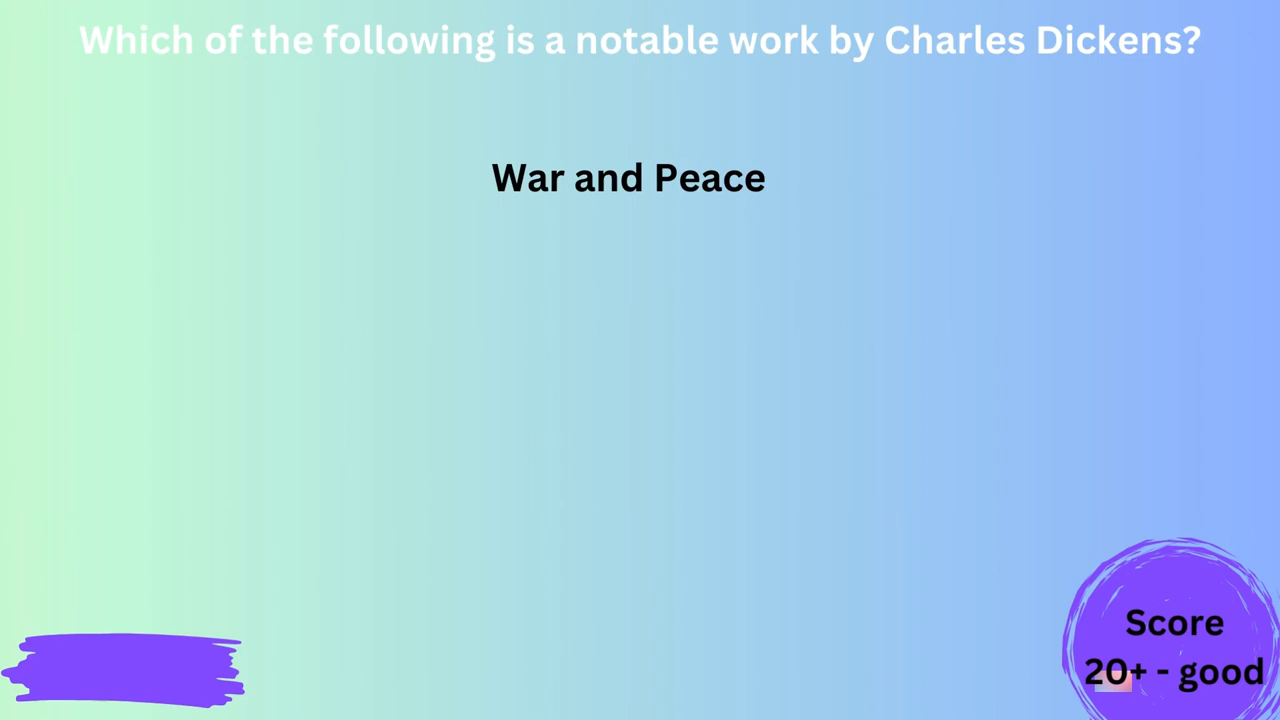 Which of the following is a notable work by Charles Dickens?
War and Peace
Score
20+ - good